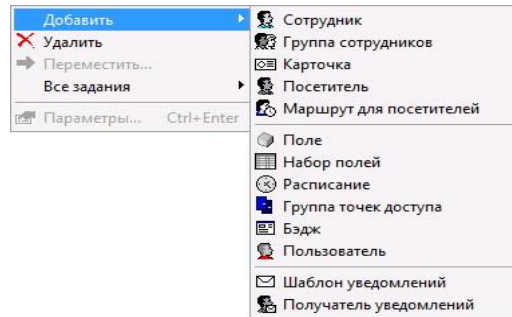 Добавить
Удалить
Переместить...
Все задания
Параметры... Ctrl+Enter
Сотрудник
Группа сотрудников
Карточка
Посетитель
Маршрут для посетителей
Поле
Набор полей
Расписание
Группа точек доступа
Бэдж
Пользователь
Шаблон уведомлений
Получатель уведомлений